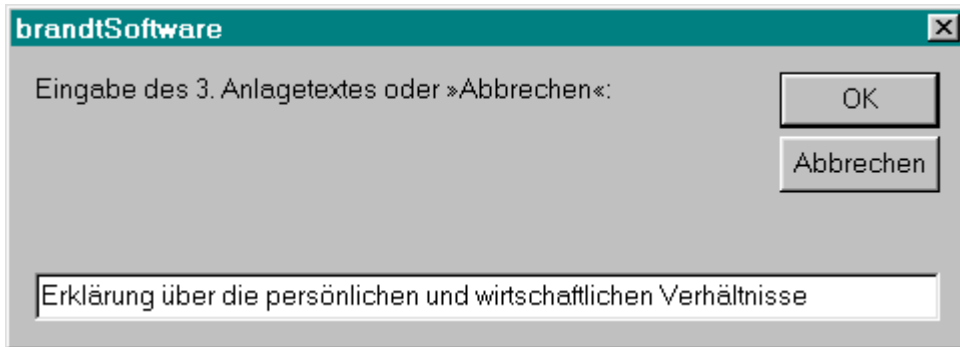 brandtSoftware
Eingabe des 3. Anlagetextes oder »Abbrechen«:
OK
Abbrechen
Erklärung über die persönlichen und wirtschaftlichen Verhältnisse